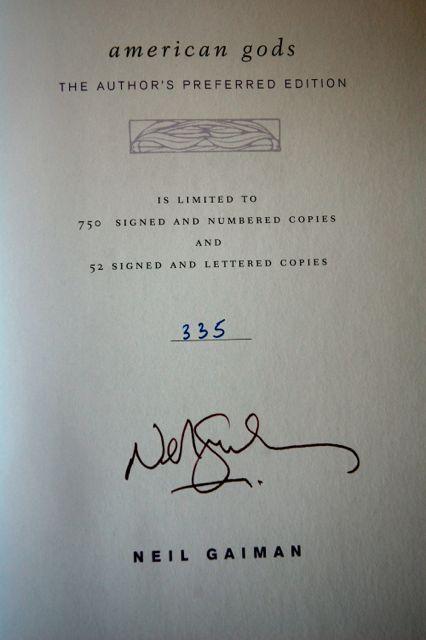 american gods
THE AUTHOR'S PREFERRED EDITION
IS LIMITED TO
750 SIGNED AND NUMBERED COPIES
AND
52 SIGNED AND LETTERED COPIES
335
NEIL GAIMAN